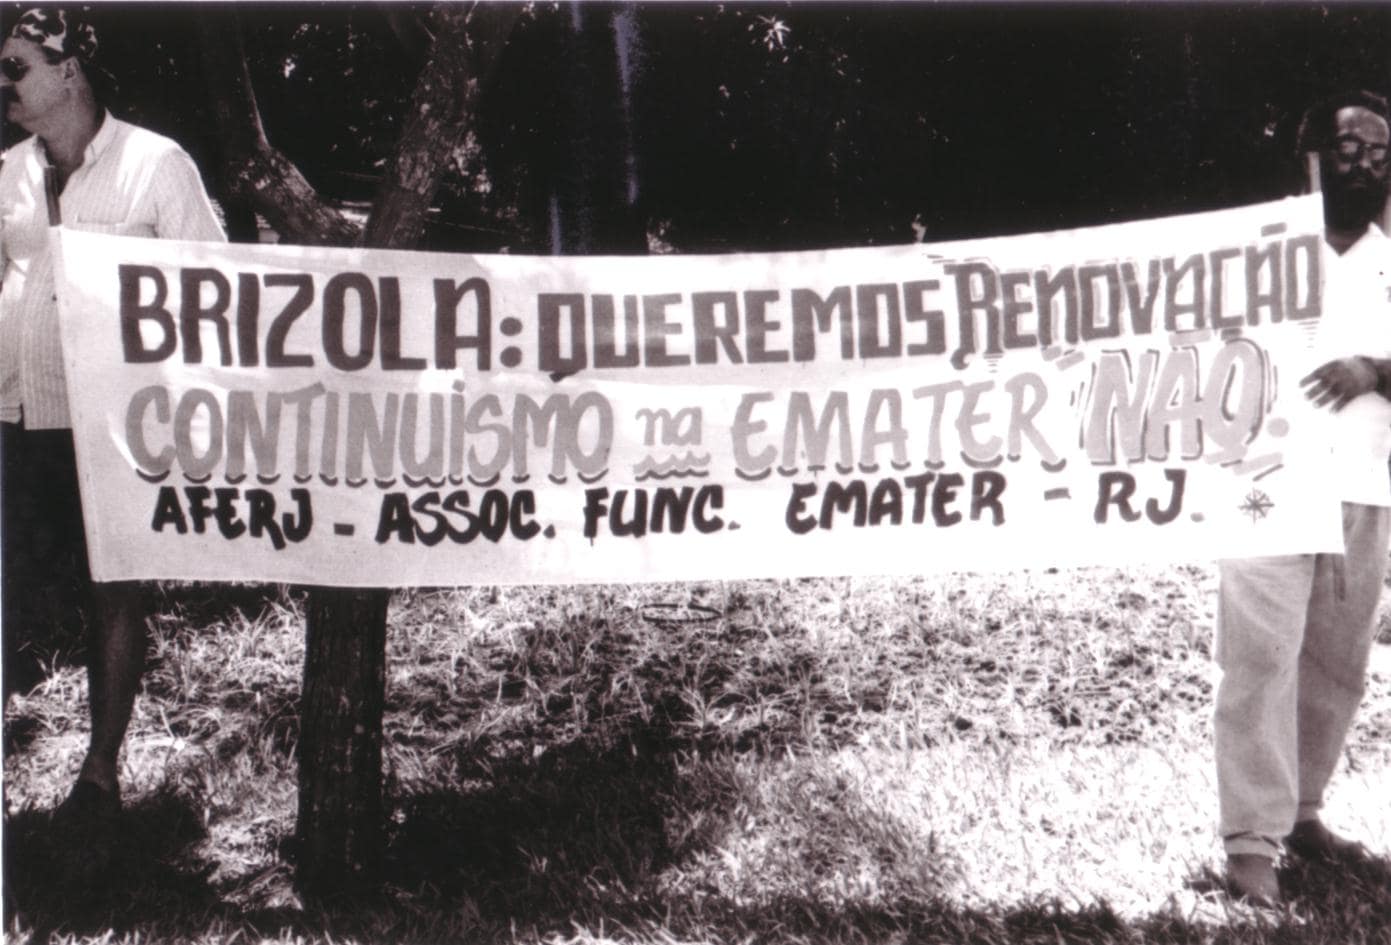 BRIZOLA: QUEREMOS RENOVAÇÃO
CONTINUISMO na EMATER NÃO!
AFERJ - ASSOC. FUNC. EMATER - RJ.